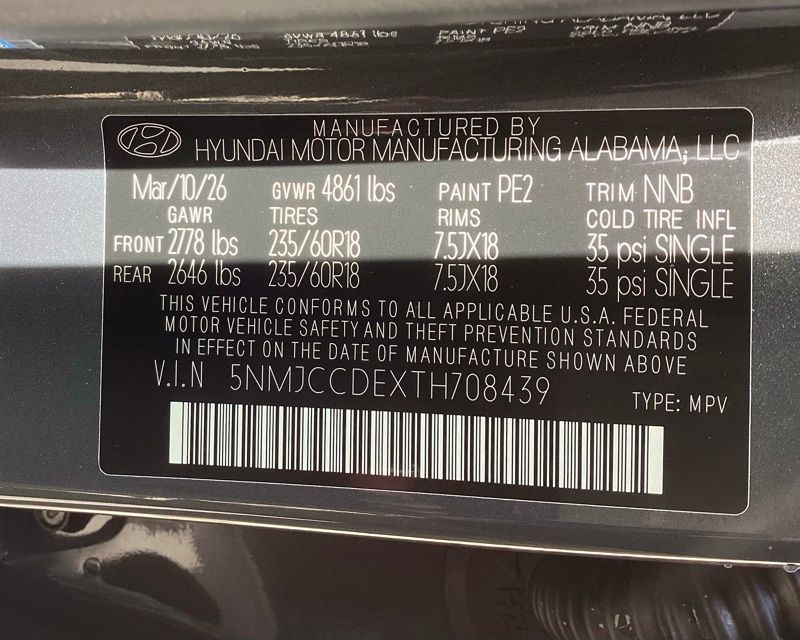 MANUFACTURED BY
HYUNDAI MOTOR MANUFACTURING ALABAMA, LLC
Mar/10/26 GVWR 4861 lbs PAINT PE2 TRIM NNB
GAWR TIRES RIMS COLD TIRE INFL
FRONT 2778 lbs 235/60R18 7.5JX18 35 psi SINGLE
REAR 2646 lbs 235/60R18 7.5JX18 35 psi SINGLE
THIS VEHICLE CONFORMS TO ALL APPLICABLE U.S.A. FEDERAL
MOTOR VEHICLE SAFETY AND THEFT PREVENTION STANDARDS
IN EFFECT ON THE DATE OF MANUFACTURE SHOWN ABOVE
V.I.N 5NMJCCDEXTH708439
TYPE: MPV